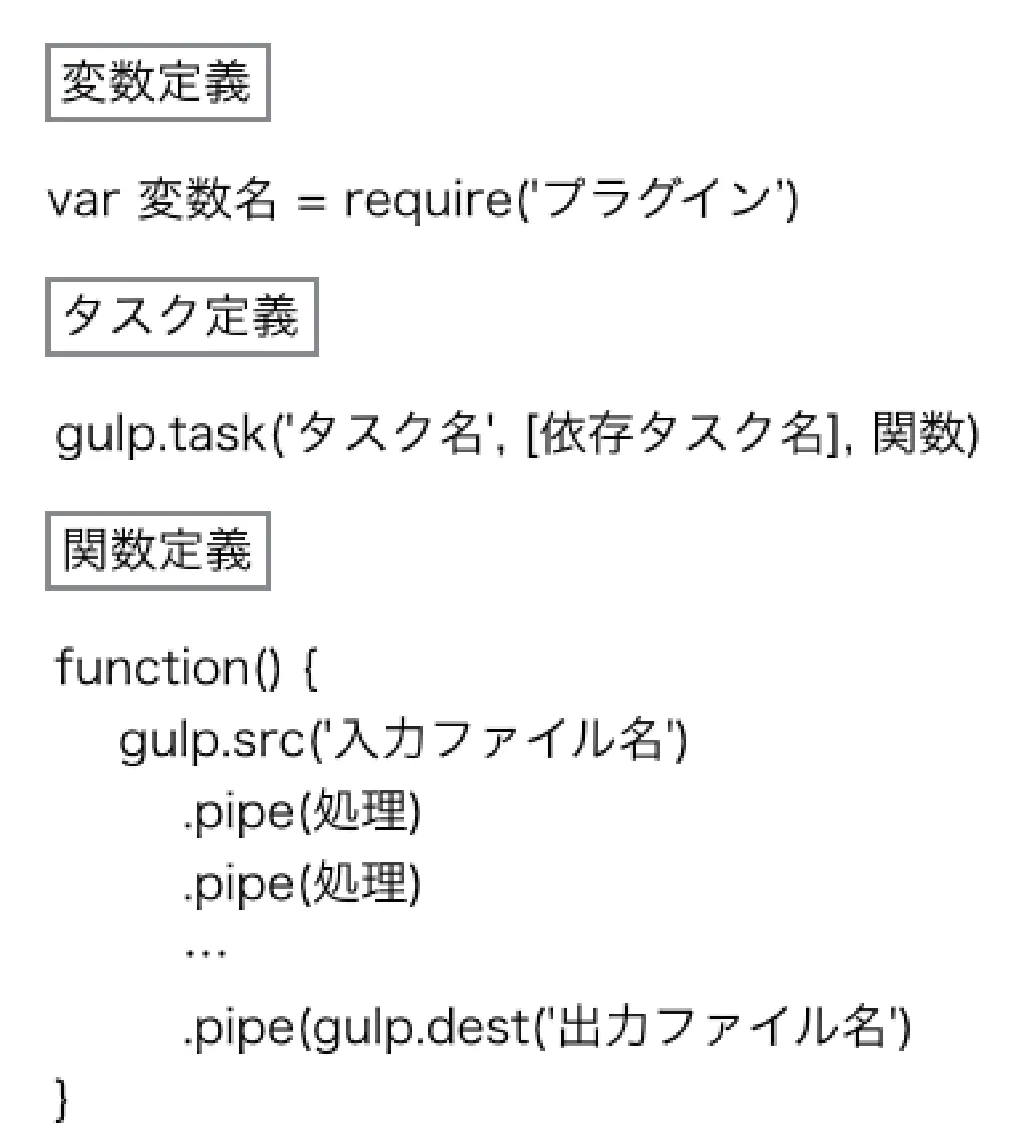 変数定義
var 変数名 = require('プラグイン')
タスク定義
gulp.task('タスク名', [依存タスク名], 関数)
関数定義
function() {
gulp.src('入力ファイル名')
.pipe(処理)
.pipe(処理)
…
.pipe(gulp.dest('出力ファイル名')
}